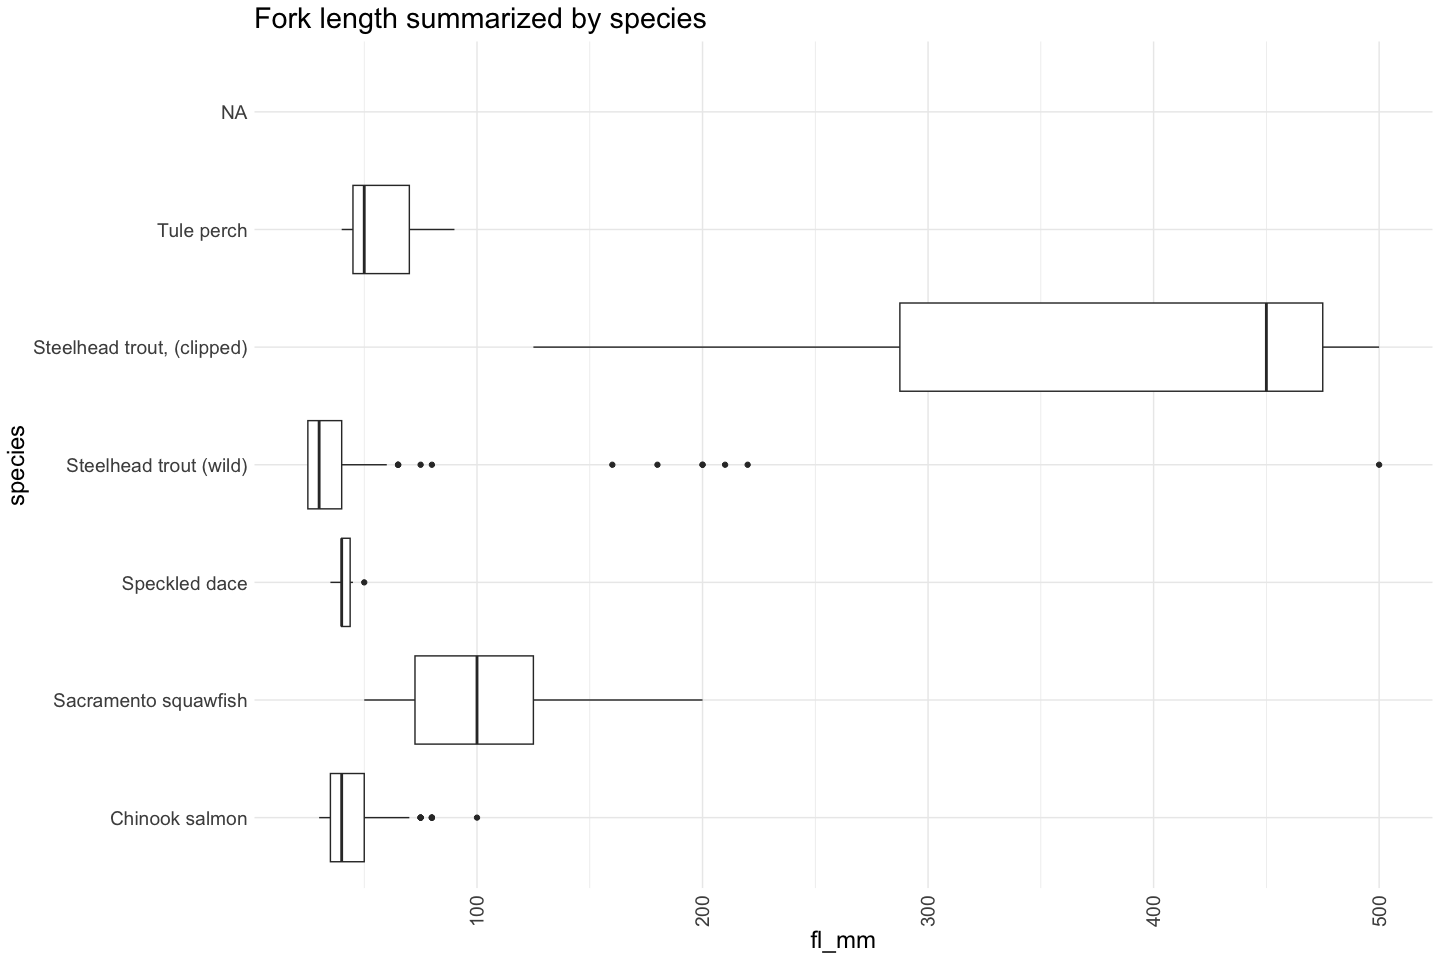 Fork length summarized by species
NA
Tule perch
Steelhead trout, (clipped)
Steelhead trout (wild)
Speckled dace
Sacramento squawfish
Chinook salmon
species
100 200 300 400 500
fl_mm